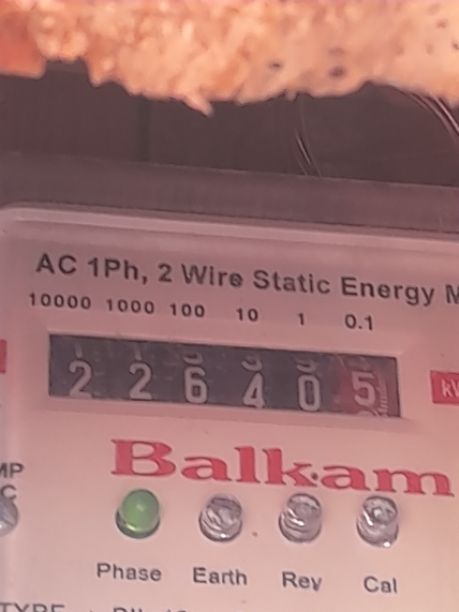 AC 1Ph, 2 Wire Static Energy
10000 1000 100 10 1 0.1
2 2 6 4 0 5
Balkam
Phase Earth Rev Cal